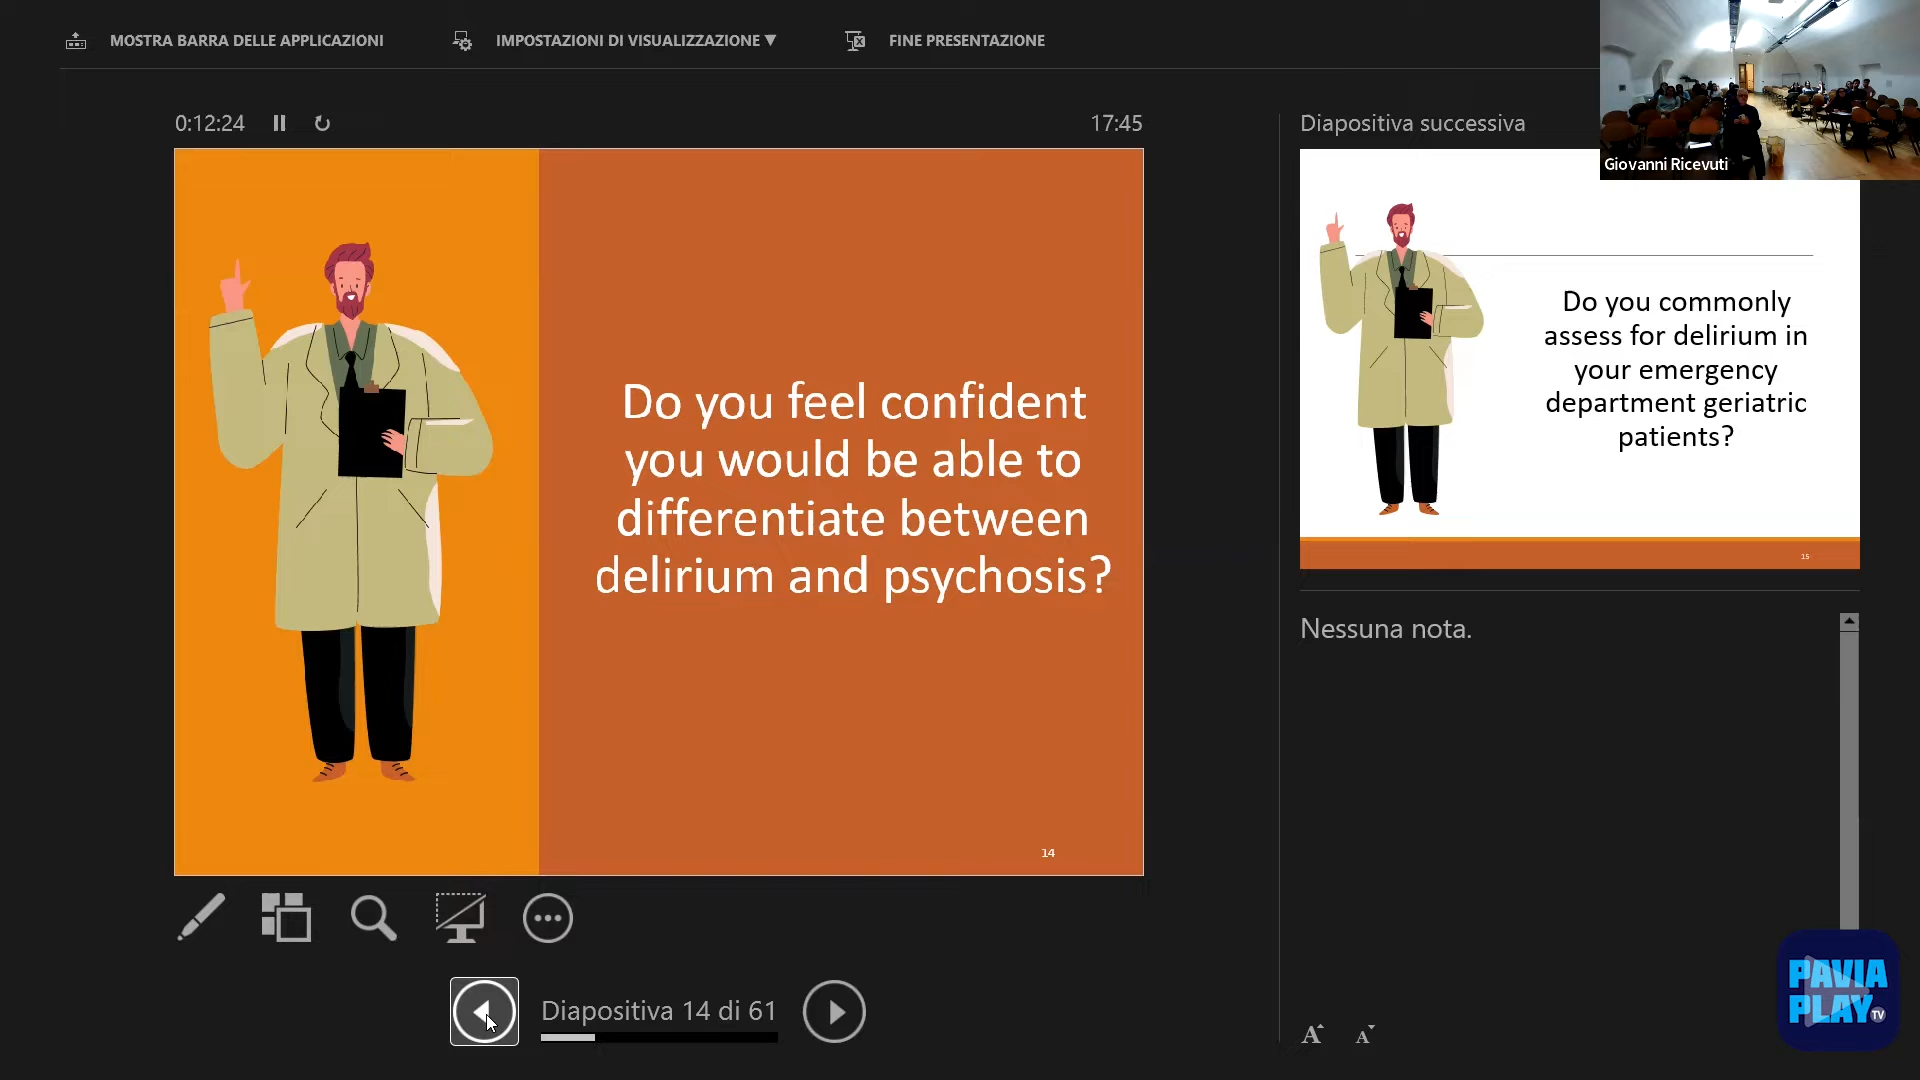 MOSTRA BARRA DELLE APPLICAZIONI
IMPOSTAZIONI DI VISUALIZZAZIONE ▼
FINE PRESENTAZIONE
Giovanni Ricevuti
0:12:24
17:45
Diapositiva successiva
Do you feel confident
you would be able to
differentiate between
delirium and psychosis?
14
Do you commonly
assess for delirium in
your emergency
department geriatric
patients?
15
Nessuna nota.
Diapositiva 14 di 61
A A
PAVIA
PLAY TV